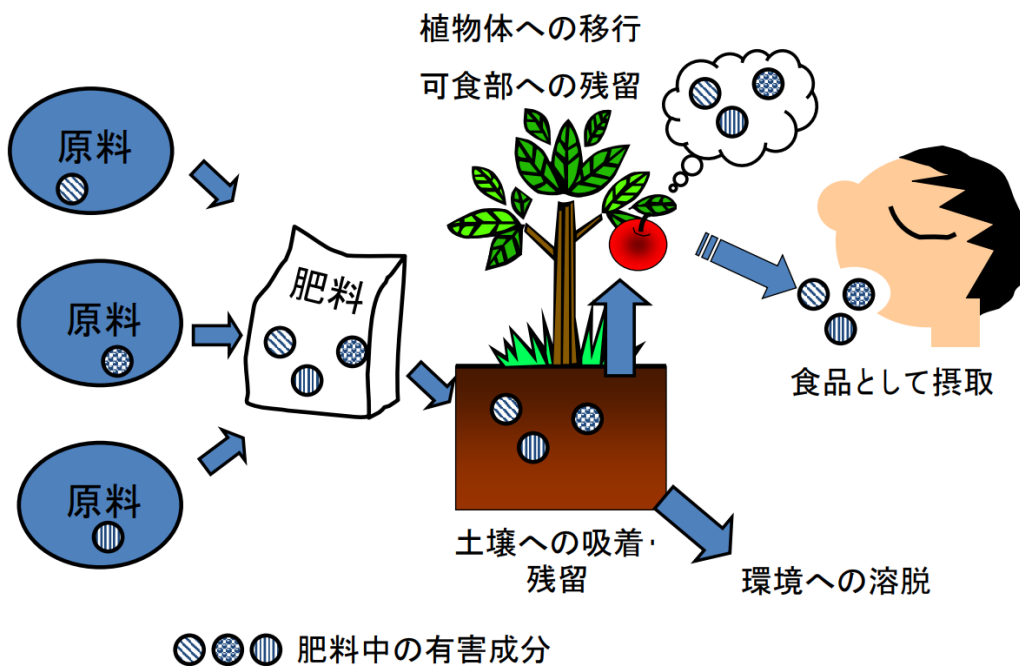 植物体への移行
可食部への残留
原料
原料
原料
肥料
食品として摂取
土壌への吸着・
残留
環境への溶脱
肥料中の有害成分